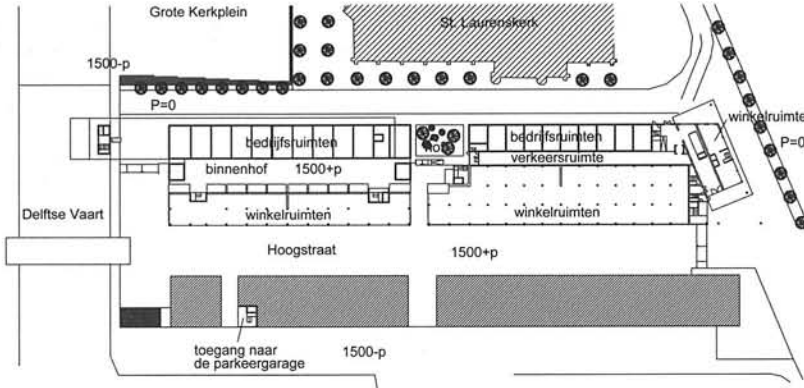 Grote Kerkplein
St. Laurenskerk
1500-p
P=0
winkelruimte
bedrijfsruimten
bedrijfsruimten
P=0
verkeersruimte
binnenhof 1500+p
winkelruimten
winkelruimten
Delftse Vaart
Hoogstraat
1500+p
toegang naar
de parkeergarage
1500-p